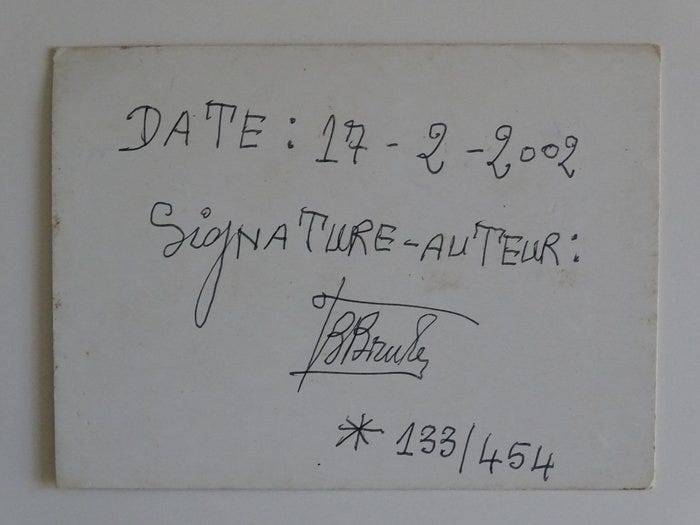 DATE : 17 - 2 - 2002
SiGNATURE-AUTEUR :
* 133/454